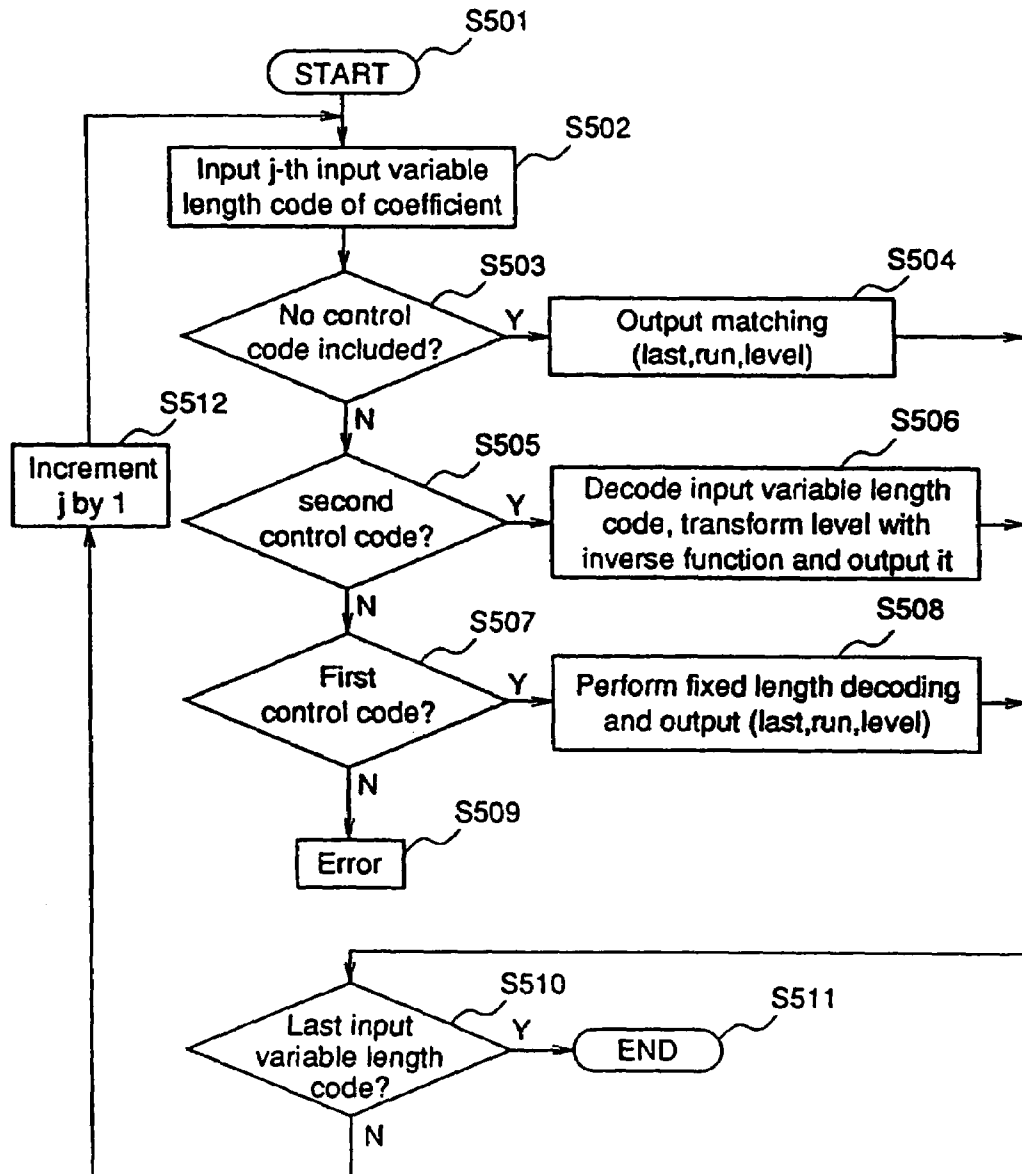 S501
START
S502
Input j-th input variable
length code of coefficient
S503
No control
code included?
Y
N
S504
Output matching
(last,run,level)
S512
Increment
j by 1
S505
second
control code?
Y
N
S506
Decode input variable length
code, transform level with
inverse function and output it
S507
First
control code?
Y
N
S508
Perform fixed length decoding
and output (last,run,level)
S509
Error
S510
Last input
variable length
code?
Y
N
S511
END